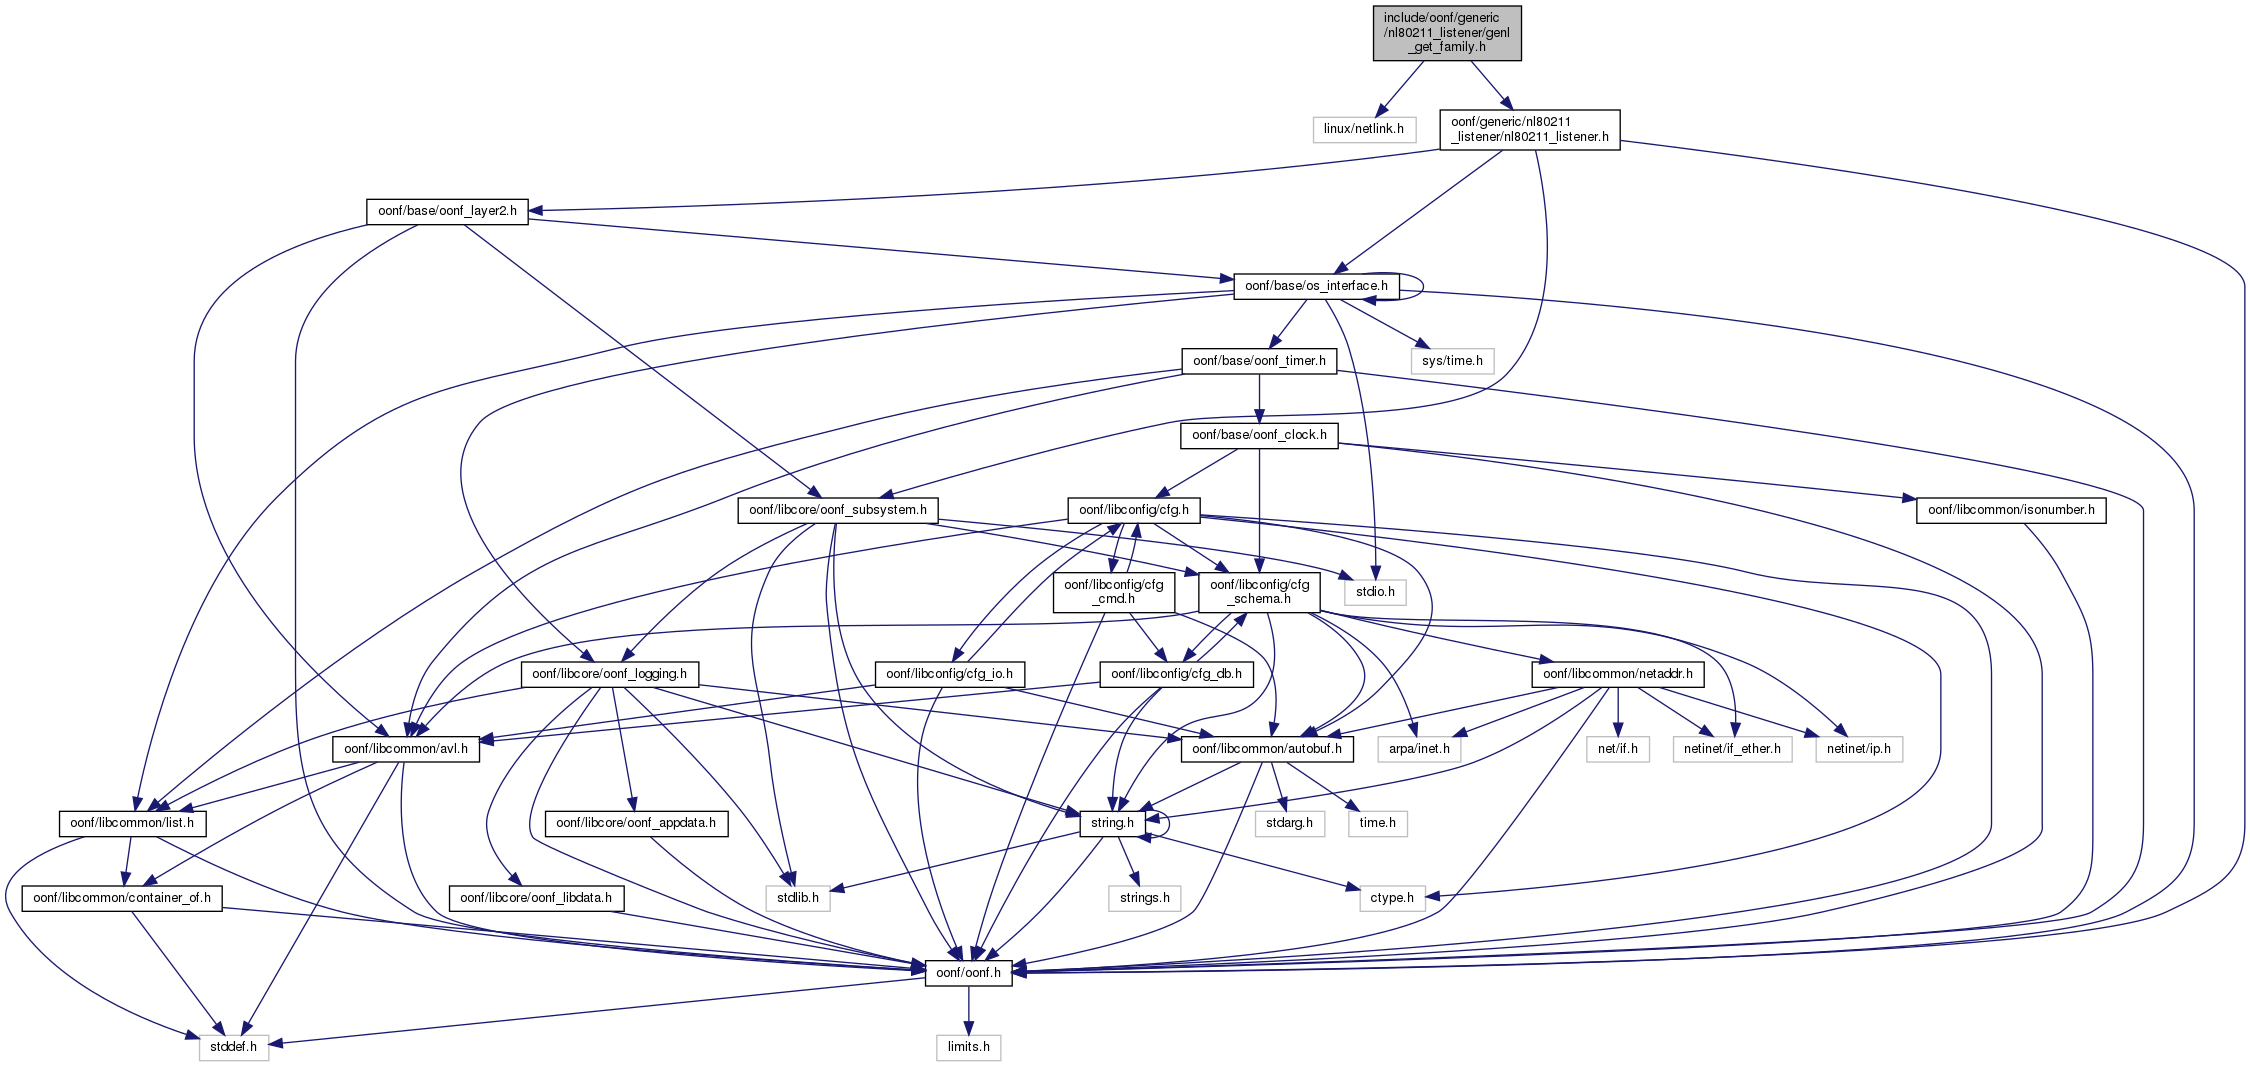 include/oonf/generic
/nl80211_listener/genl
_get_family.h
linux/netlink.h
oonf/generic/nl80211
_listener/nl80211_listener.h
oonf/base/oonf_layer2.h
oonf/base/os_interface.h
oonf/base/oonf_timer.h
sys/time.h
oonf/base/oonf_clock.h
oonf/libcore/oonf_subsystem.h
oonf/libconfig/cfg.h
oonf/libcommon/isonumber.h
oonf/libconfig/cfg
_cmd.h
oonf/libconfig/cfg
_schema.h
stdio.h
oonf/libcore/oonf_logging.h
oonf/libconfig/cfg_io.h
oonf/libconfig/cfg_db.h
oonf/libcommon/netaddr.h
oonf/libcommon/avl.h
oonf/libcommon/autobuf.h
arpa/inet.h
net/if.h
netinet/if_ether.h
netinet/ip.h
oonf/libcommon/list.h
oonf/libcore/oonf_appdata.h
string.h
stdarg.h
time.h
oonf/libcommon/container_of.h
oonf/libcore/oonf_libdata.h
stdlib.h
strings.h
ctype.h
oonf/oonf.h
stddef.h
limits.h